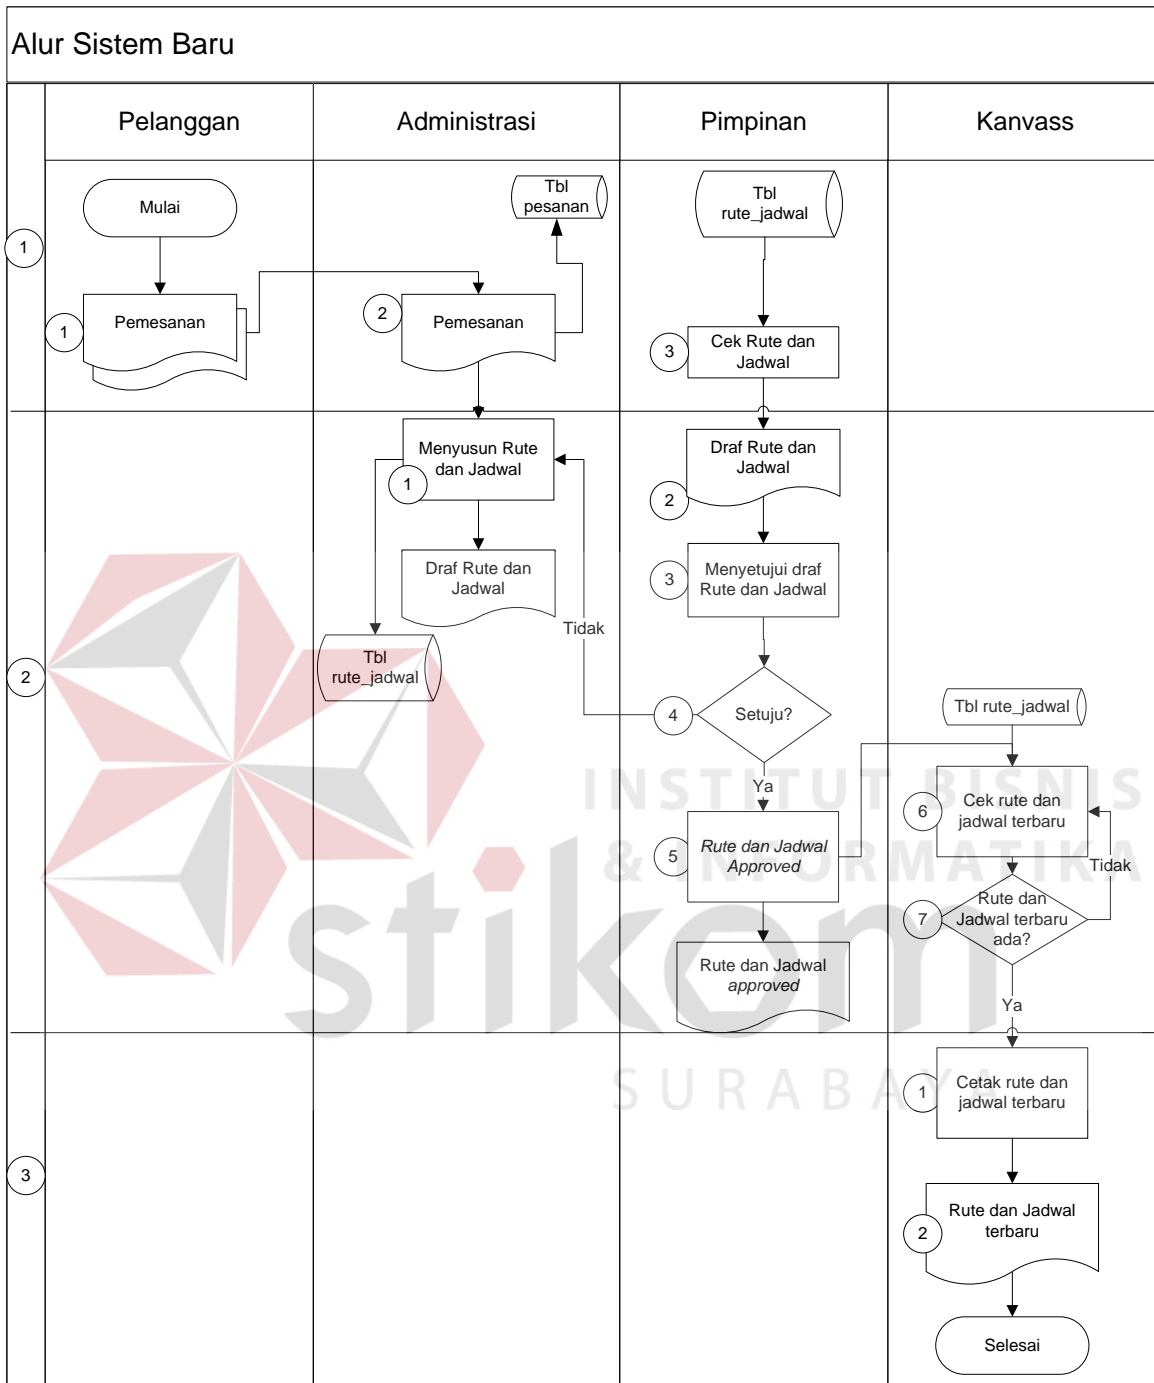 Alur Sistem Baru
Pelanggan
Administrasi
Pimpinan
Kanvass
1
Mulai
1
Pemesanan
Tbl
pesanan
2
Pemesanan
Tbl
rute_jadwal
3
Cek Rute dan
Jadwal
2
Menyusun Rute
dan Jadwal
1
Draf Rute dan
Jadwal
Tbl
rute_jadwal
Tidak
Draf Rute dan
Jadwal
2
3
Menyetujui draf
Rute dan Jadwal
4
Setuju?
Ya
5
Rute dan Jadwal
Approved
Rute dan Jadwal
approved
Tbl rute_jadwal
6
Cek rute dan
jadwal terbaru
Tidak
7
Rute dan
Jadwal terbaru
ada?
Ya
3
1
Cetak rute dan
jadwal terbaru
2
Rute dan Jadwal
terbaru
Selesai
INSTITUT BISNIS
& INFORMATIKA
stikom
SURABAYA